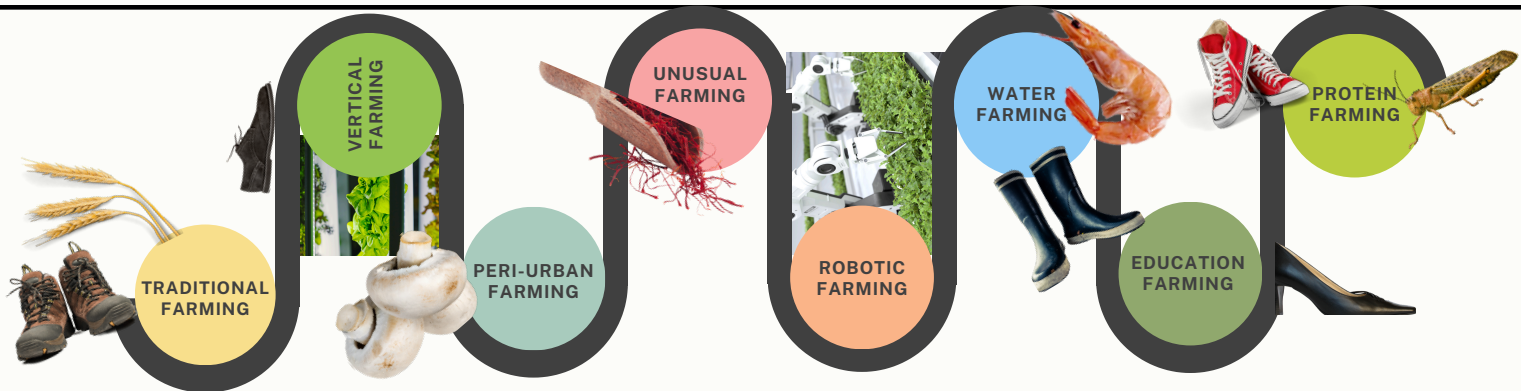 TRADITIONAL
FARMING
VERTICAL
FARMING
PERI-URBAN
FARMING
UNUSUAL
FARMING
ROBOTIC
FARMING
WATER
FARMING
EDUCATION
FARMING
PROTEIN
FARMING